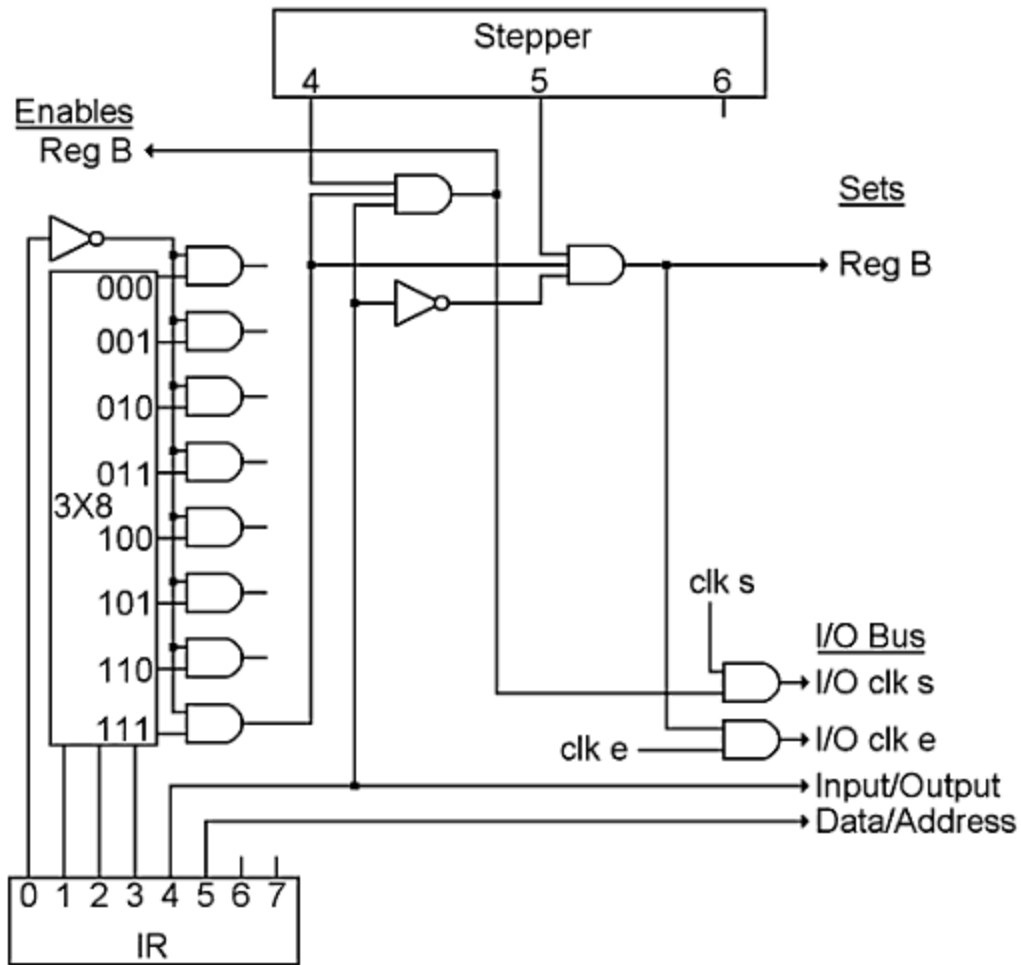 Stepper
4 5 6
Enables
Reg B
Sets
Reg B
000
001
010
011
3X8
100
101
110
111
clk s
I/O Bus
I/O clk s
clk e
I/O clk e
Input/Output
Data/Address
0 1 2 3 4 5 6 7
IR